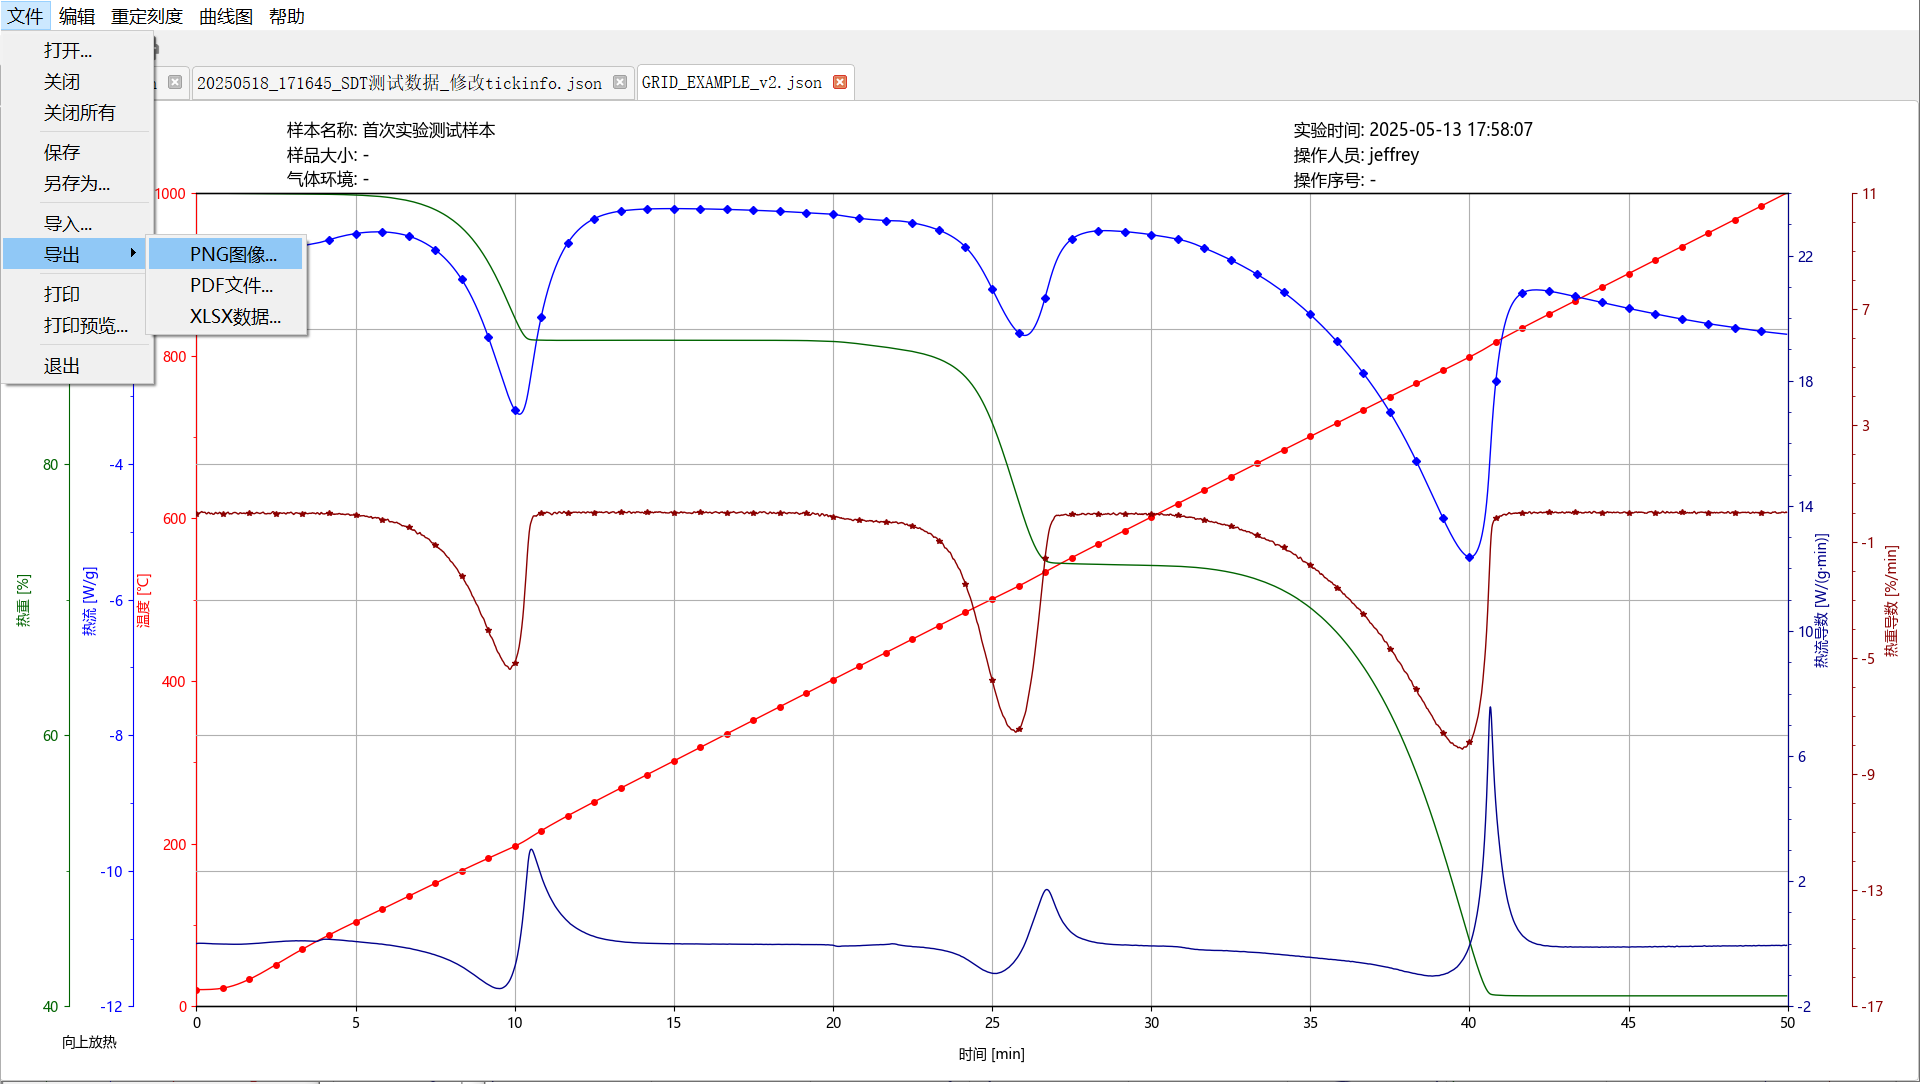 文件 编辑 重定刻度 曲线图 帮助
打开...
关闭
关闭所有
保存
另存为...
导入...
导出
打印
打印预览...
退出
PNG图像...
PDF文件...
XLSX数据...
20250518_171645_SDT测试数据_修改tickinfo.json
GRID_EXAMPLE_v2.json
样本名称: 首次实验测试样本
样品大小: -
气体环境: -
实验时间: 2025-05-13 17:58:07
操作人员: jeffrey
操作序号: -
80
60
40
热重 [%]
-4
-6
-8
-10
-12
热流 [W/g]
1000
800
600
400
200
0
温度 [℃]
22
18
14
10
6
2
-2
热流导数 [W/(g·min)]
11
7
3
-1
-5
-9
-13
-17
热重导数 [%/min]
0 5 10 15 20 25 30 35 40 45 50
时间 [min]
向上放热